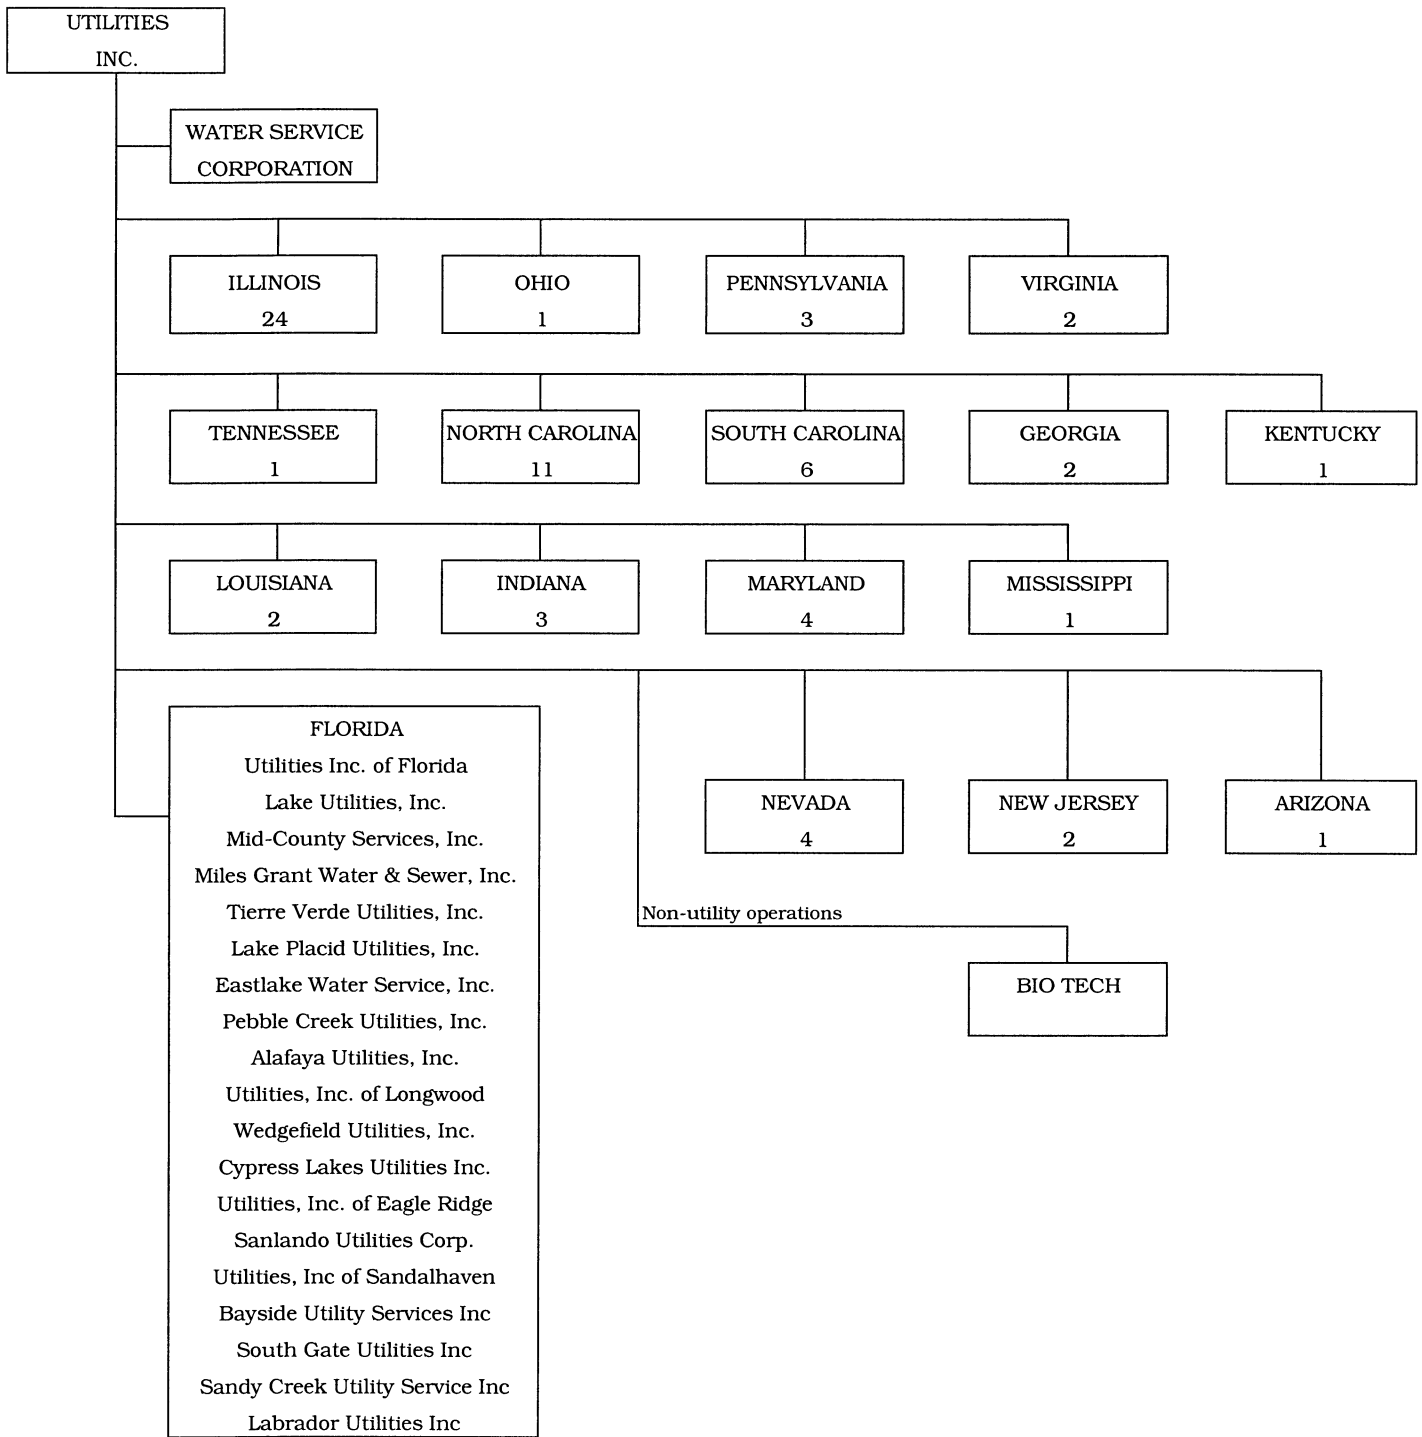 UTILITIES
INC.
WATER SERVICE
CORPORATION
ILLINOIS
24
OHIO
1
PENNSYLVANIA
3
VIRGINIA
2
TENNESSEE
1
NORTH CAROLINA
11
SOUTH CAROLINA
6
GEORGIA
2
KENTUCKY
1
LOUISIANA
2
INDIANA
3
MARYLAND
4
MISSISSIPPI
1
FLORIDA
Utilities Inc. of Florida
Lake Utilities, Inc.
Mid-County Services, Inc.
Miles Grant Water & Sewer, Inc.
Tierre Verde Utilities, Inc.
Lake Placid Utilities, Inc.
Eastlake Water Service, Inc.
Pebble Creek Utilities, Inc.
Alafaya Utilities, Inc.
Utilities, Inc. of Longwood
Wedgefield Utilities, Inc.
Cypress Lakes Utilities Inc.
Utilities, Inc. of Eagle Ridge
Sanlando Utilities Corp.
Utilities, Inc of Sandalhaven
Bayside Utility Services Inc
South Gate Utilities Inc
Sandy Creek Utility Service Inc
Labrador Utilities Inc
NEVADA
4
NEW JERSEY
2
ARIZONA
1
Non-utility operations
BIO TECH